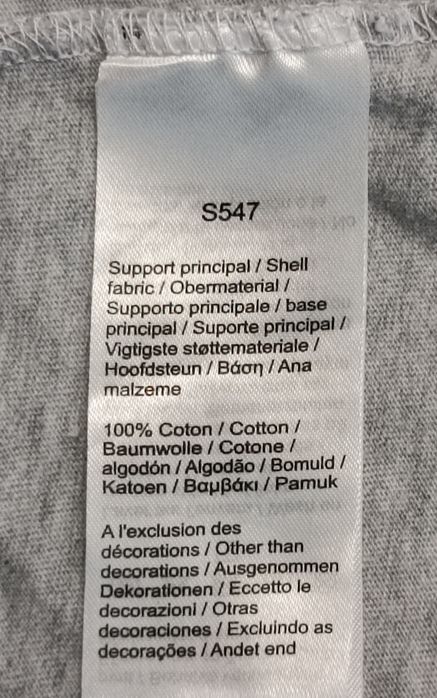 S547
Support principal / Shell
fabric / Obermaterial /
Supporto principale / base
principal / Suporte principal /
Vigtigste støttemateriale /
Hoofdsteun / Βάση / Ana
malzeme
100% Coton / Cotton /
Baumwolle / Cotone /
algodón / Algodão / Bomuld /
Katoen / Βαμβάκι / Pamuk
A l'exclusion des
décorations / Other than
decorations / Ausgenommen
Dekorationen / Eccetto le
decorazioni / Otras
decoraciones / Excluindo as
decorações / Andet end